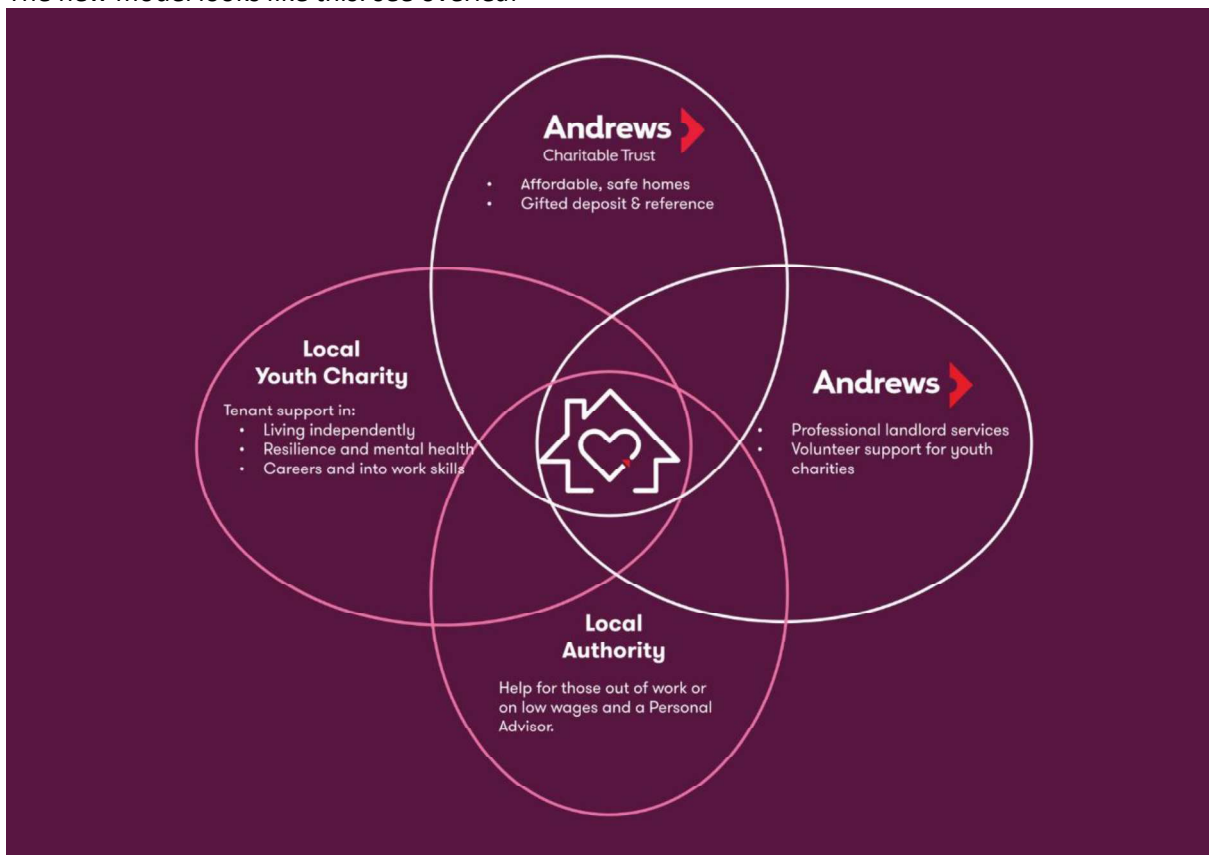 Andrews
Charitable Trust
• Affordable, safe homes
• Gifted deposit & reference
Local
Youth Charity
Tenant support in:
• Living independently
• Resilience and mental health
• Careers and into work skills
Andrews
• Professional landlord services
• Volunteer support for youth
charities
Local
Authority
Help for those out of work or
on low wages and a Personal
Advisor.